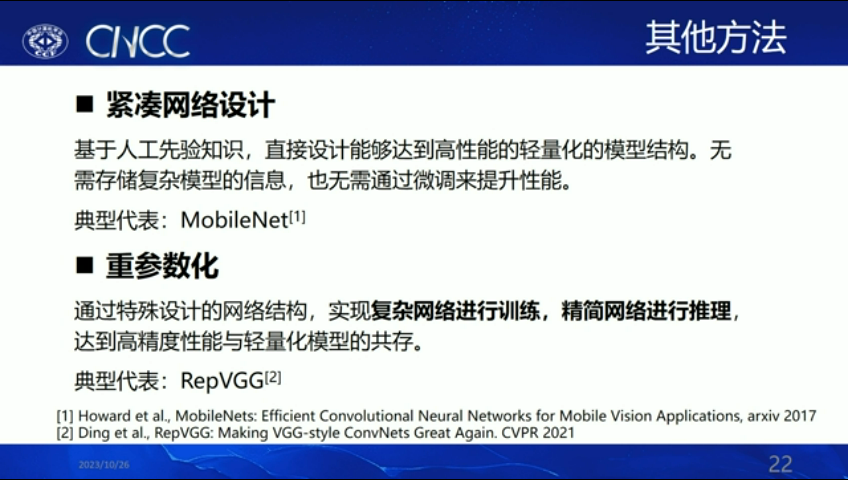 CNCC
其他方法
■ 紧凑网络设计
基于人工先验知识，直接设计能够达到高性能的轻量化的模型结构。无
需存储复杂模型的信息，也无需通过微调来提升性能。
典型代表：MobileNet[1]
■ 重参数化
通过特殊设计的网络结构，实现复杂网络进行训练，精简网络进行推理，
达到高精度性能与轻量化模型的共存。
典型代表：RepVGG[2]
[1] Howard et al., MobileNets: Efficient Convolutional Neural Networks for Mobile Vision Applications, arxiv 2017
[2] Ding et al., RepVGG: Making VGG-style ConvNets Great Again. CVPR 2021
2023/10/26
22